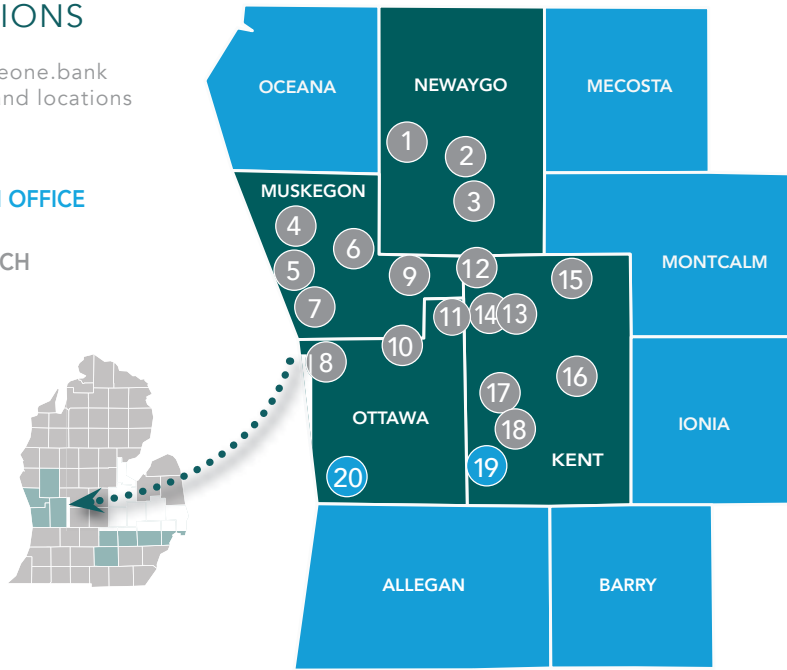 IONS
eone.bank
nd locations
OFFICE
CH
OCEANA
NEWAYGO
MECOSTA
1
2
3
MUSKEGON
4
6
5
9
12
15
MONTCALM
7
11
14
13
10
8
16
17
OTTAWA
18
IONIA
KENT
19
20
ALLEGAN
BARRY